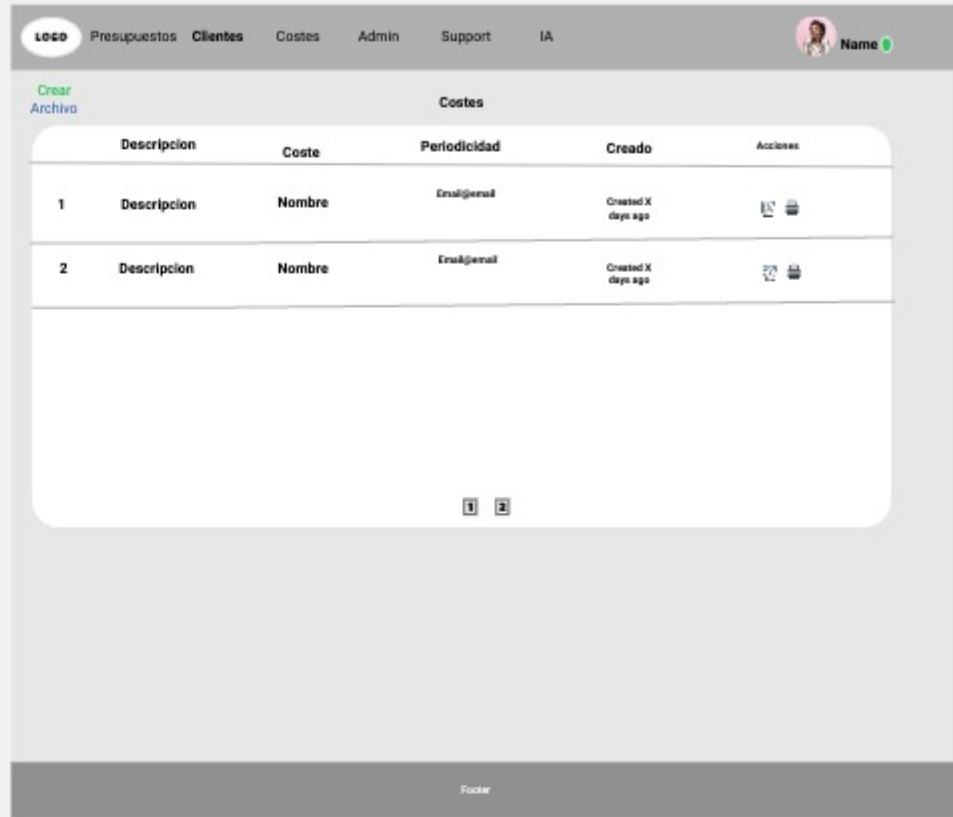 LOGO Presupuestos Clientes Costes Admin Support IA Name
Crear
Archivo
Costes
Descripcion Coste Periodicidad Creado Acciones
1 Descripcion Nombre Email@email Created X
days ago
2 Descripcion Nombre Email@email Created X
days ago
1 2
Footer